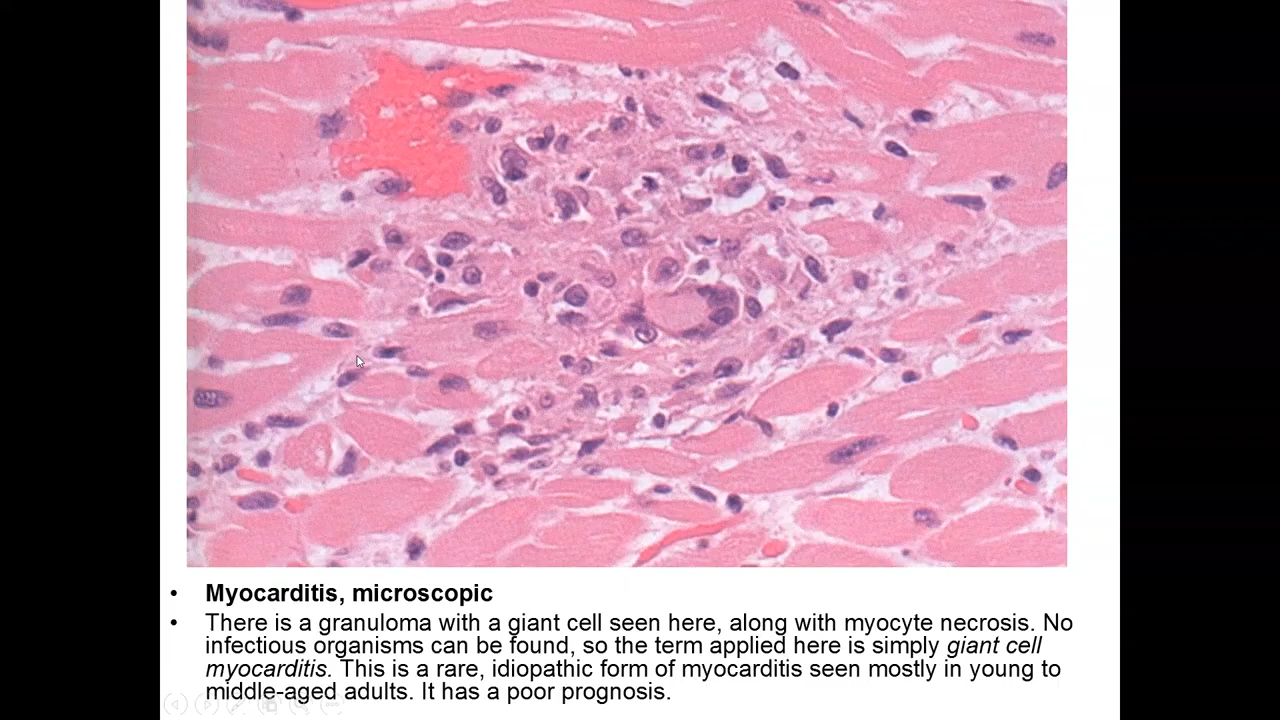 • Myocarditis, microscopic
• There is a granuloma with a giant cell seen here, along with myocyte necrosis. No
infectious organisms can be found, so the term applied here is simply giant cell
myocarditis. This is a rare, idiopathic form of myocarditis seen mostly in young to
middle-aged adults. It has a poor prognosis.